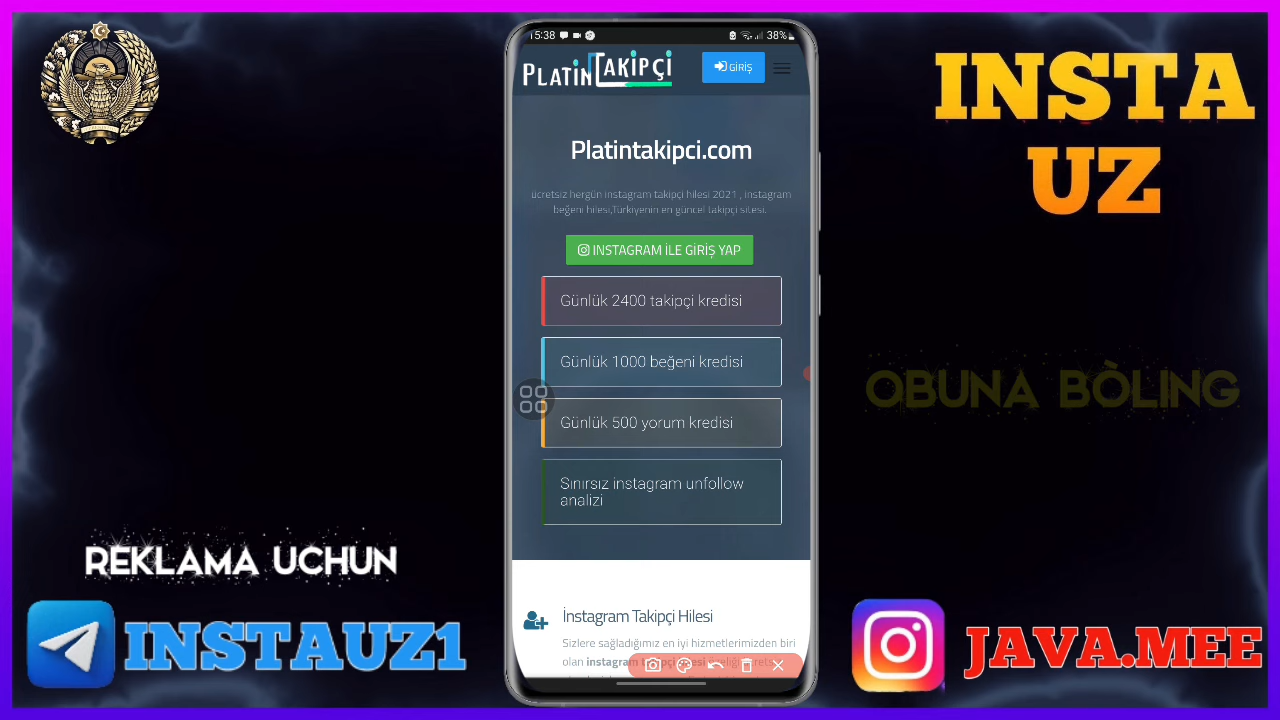 15:38
38%
PLATİNTAKİPÇİ
GİRİŞ
Platintakipci.com
ücretsiz hergün instagram takipçi hilesi 2021 , instagram
beğeni hilesi,Türkiyenin en güncel takipçi sitesi.
INSTAGRAM İLE GİRİŞ YAP
Günlük 2400 takipçi kredisi
Günlük 1000 beğeni kredisi
Günlük 500 yorum kredisi
Sınırsız instagram unfollow
analizi
İnstagram Takipçi Hilesi
Sizlere sağladığımız en iyi hizmetlerimizden biri
olan instagram
INSTA
UZ
OBUNA BÒLING
REKLAMA UCHUN
INSTAUZ1
JAVA.MEE